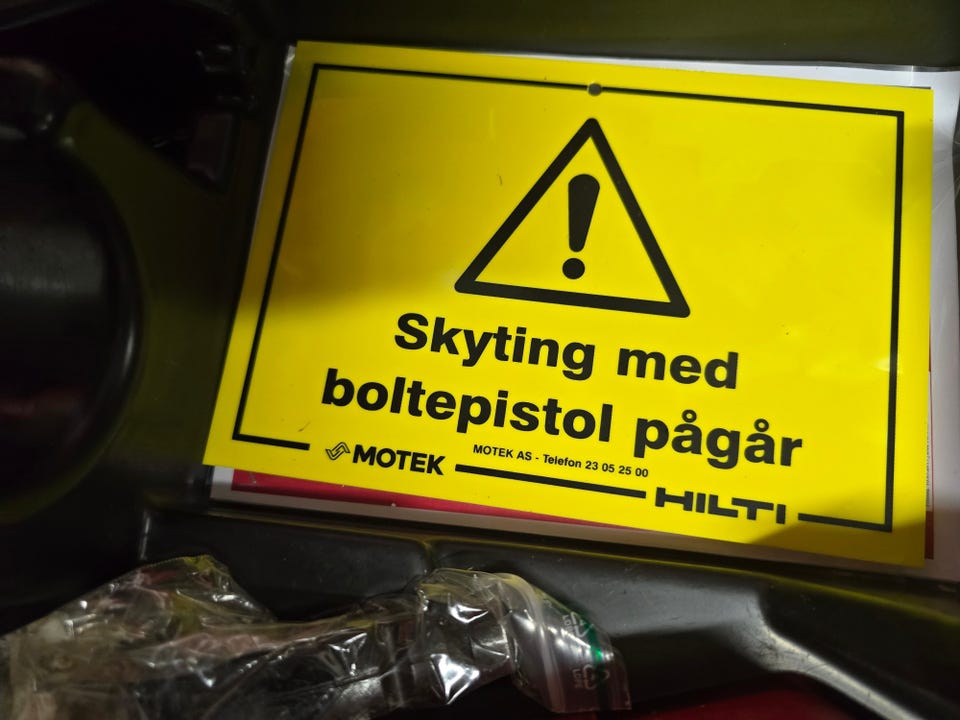 Skyting med
boltepistol pågår
MOTEK
MOTEK AS - Telefon 23 05 25 00
HILTI